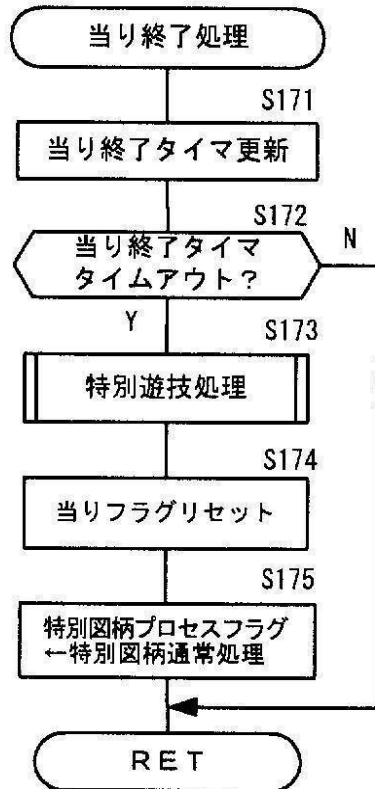 当り終了処理
S171
当り終了タイマ更新
S172
当り終了タイマ
タイムアウト？
N
Y
S173
特別遊技処理
S174
当りフラグリセット
S175
特別図柄プロセスフラグ
←特別図柄通常処理
RET